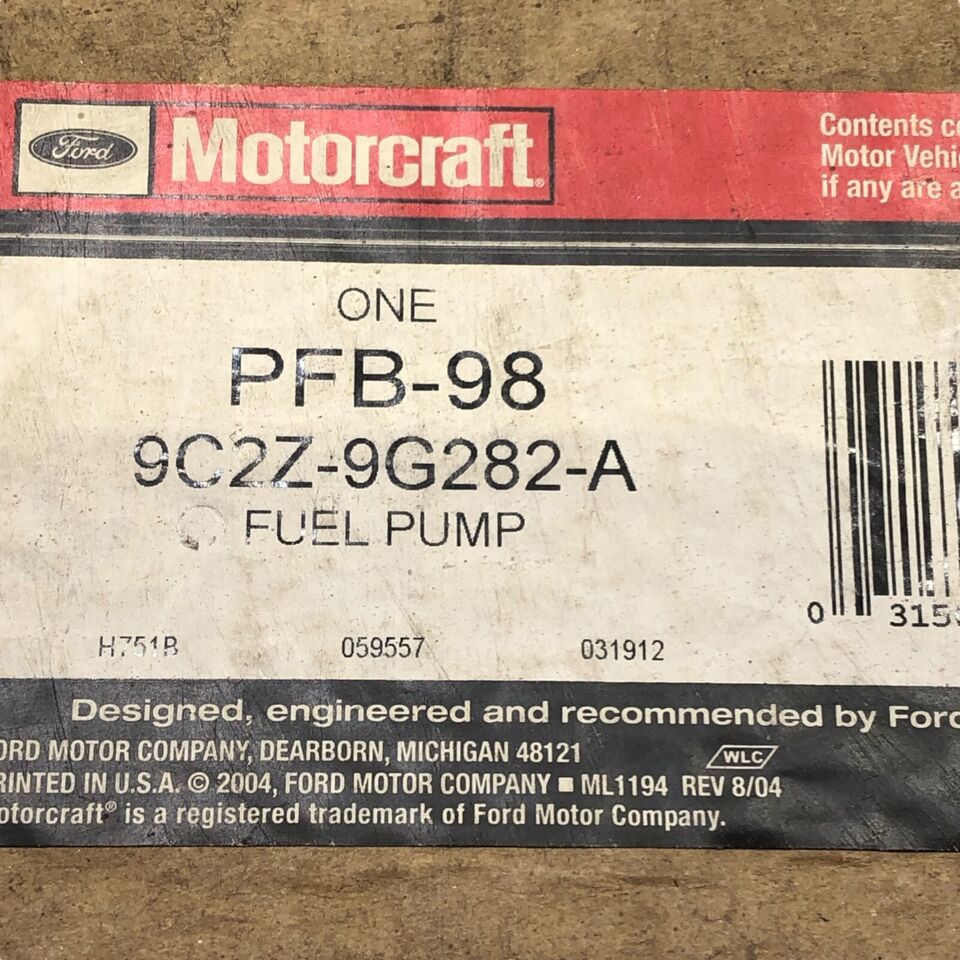 Ford Motorcraft®
Contents
Motor
if any are
ONE
PFB-98
9C2Z-9G282-A
FUEL PUMP
0 315
H751B 059557 031912
Designed, engineered and recommended by Ford
ORD MOTOR COMPANY, DEARBORN, MICHIGAN 48121
WLC
RINTED IN U.S.A. © 2004, FORD MOTOR COMPANY ■ ML1194 REV 8/04
otorcraft® is a registered trademark of Ford Motor Company.